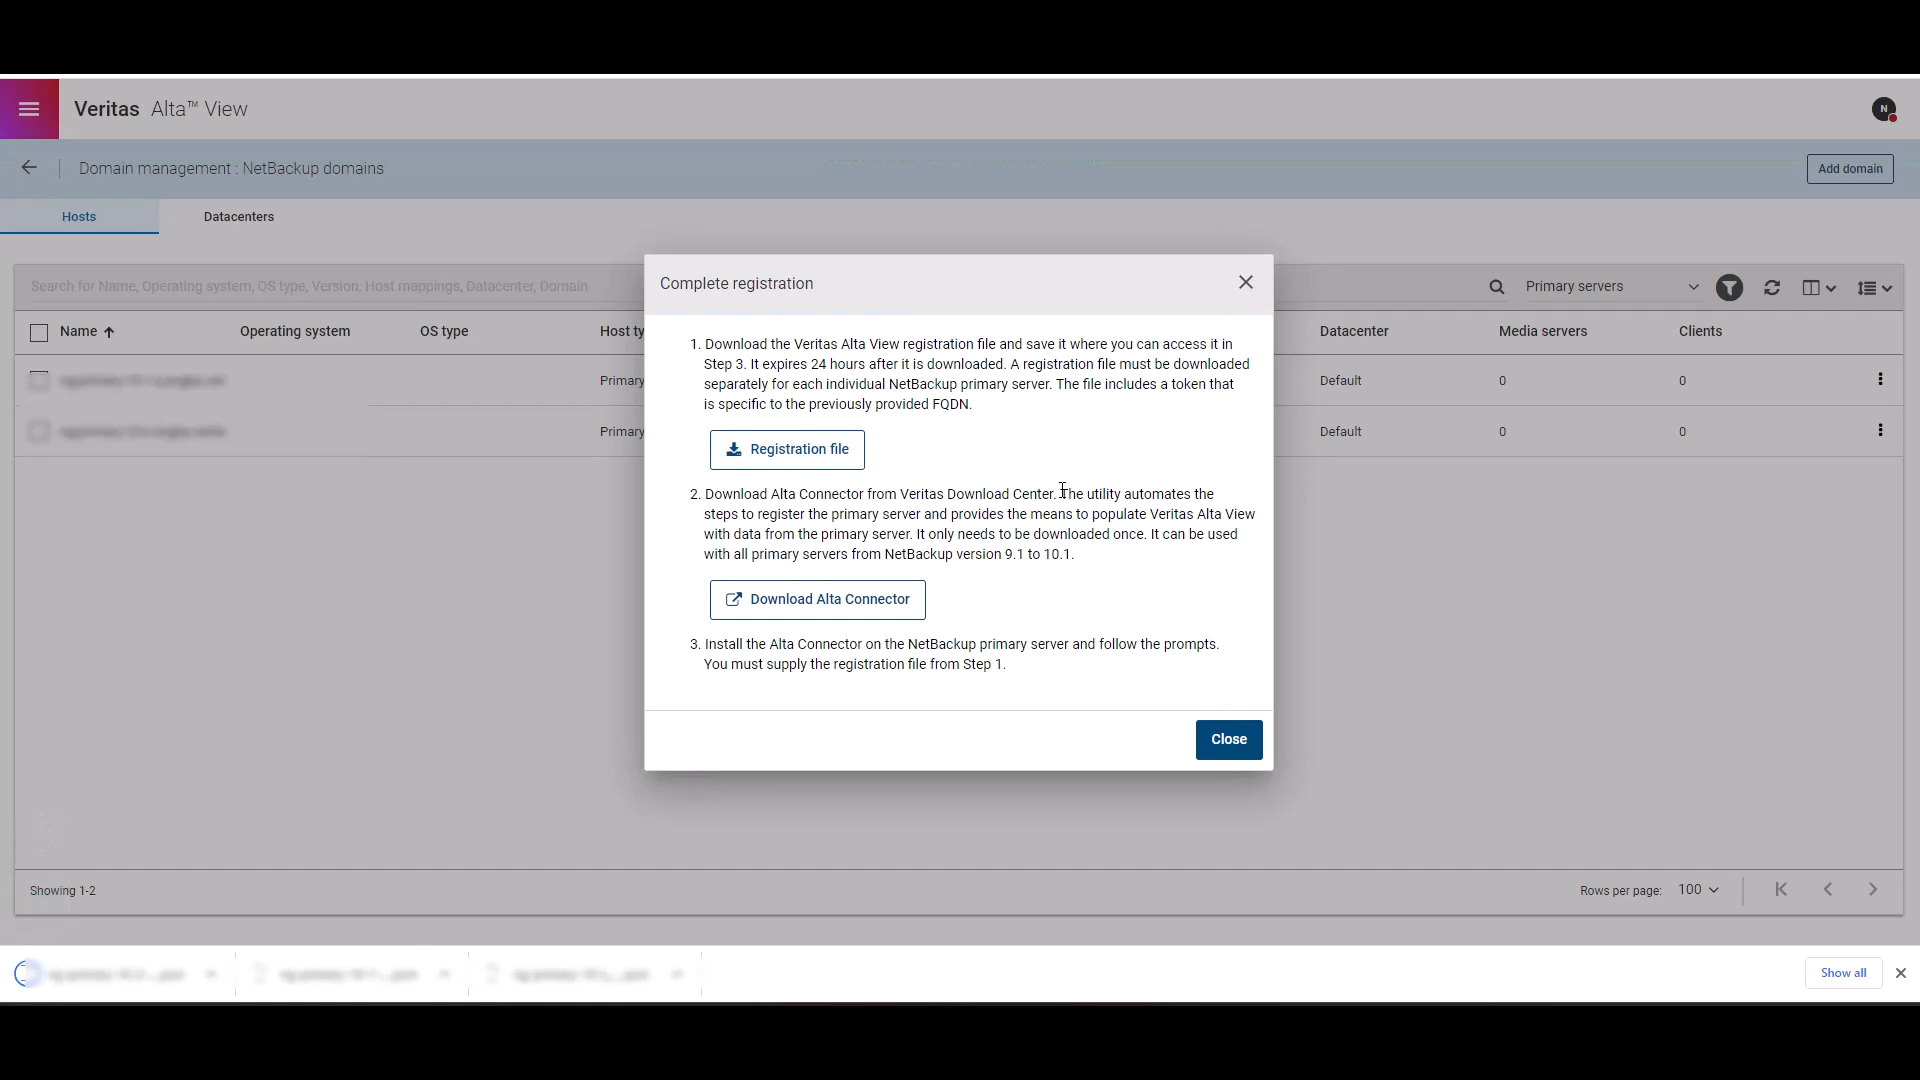 Veritas Alta™ View
N
Domain management : NetBackup domains
Add domain
Hosts
Datacenters
Search for Name, Operating system, OS type, Version, Host mappings, Datacenter, Domain
Primary servers
Name
Operating system
OS type
Host ty
Datacenter
Media servers
Clients
Primary
Default
0
0
Primary
Default
0
0
Complete registration
1. Download the Veritas Alta View registration file and save it where you can access it in
Step 3. It expires 24 hours after it is downloaded. A registration file must be downloaded
separately for each individual NetBackup primary server. The file includes a token that
is specific to the previously provided FQDN.
Registration file
2. Download Alta Connector from Veritas Download Center. The utility automates the
steps to register the primary server and provides the means to populate Veritas Alta View
with data from the primary server. It only needs to be downloaded once. It can be used
with all primary servers from NetBackup version 9.1 to 10.1.
Download Alta Connector
3. Install the Alta Connector on the NetBackup primary server and follow the prompts.
You must supply the registration file from Step 1.
Close
Showing 1-2
Rows per page: 100
Show all